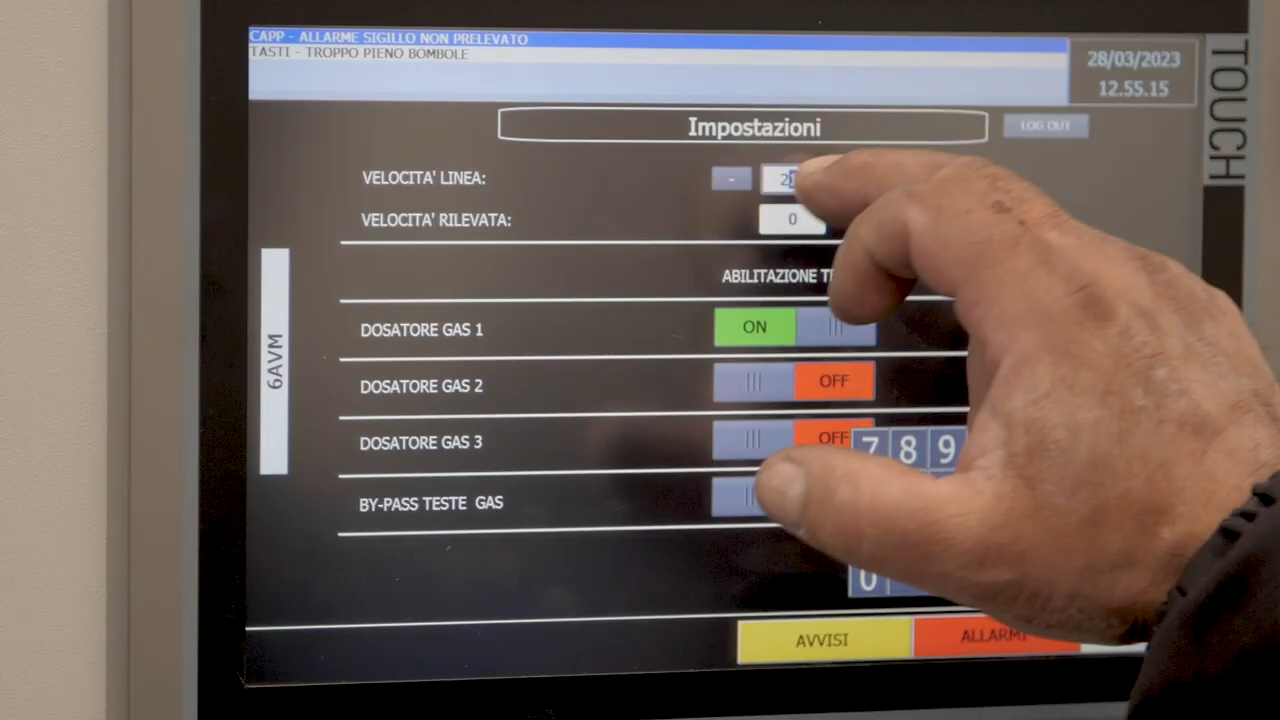 CAPP - ALLARME SIGILLO NON PRELEVATO
TASTI - TROPPO PIENO BOMBOLE
28/03/2023
12.55.15
TOUCH
Impostazioni
LOG OUT
VELOCITA' LINEA:
-
VELOCITA' RILEVATA:
0
ABILITAZIONE
6AVM
DOSATORE GAS 1
ON
DOSATORE GAS 2
OFF
DOSATORE GAS 3
OFF
7 8 9
BY-PASS TESTE GAS
0
AVVISI
ALLARMI